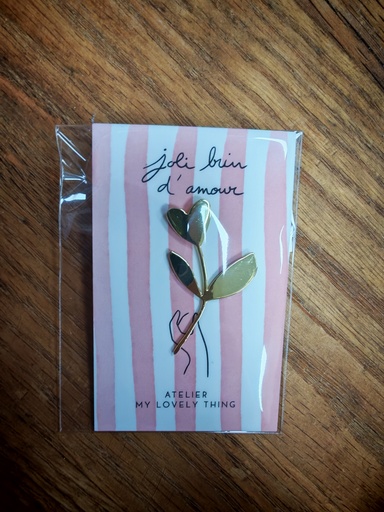 joli brin
d'amour
ATELIER
MY LOVELY THING